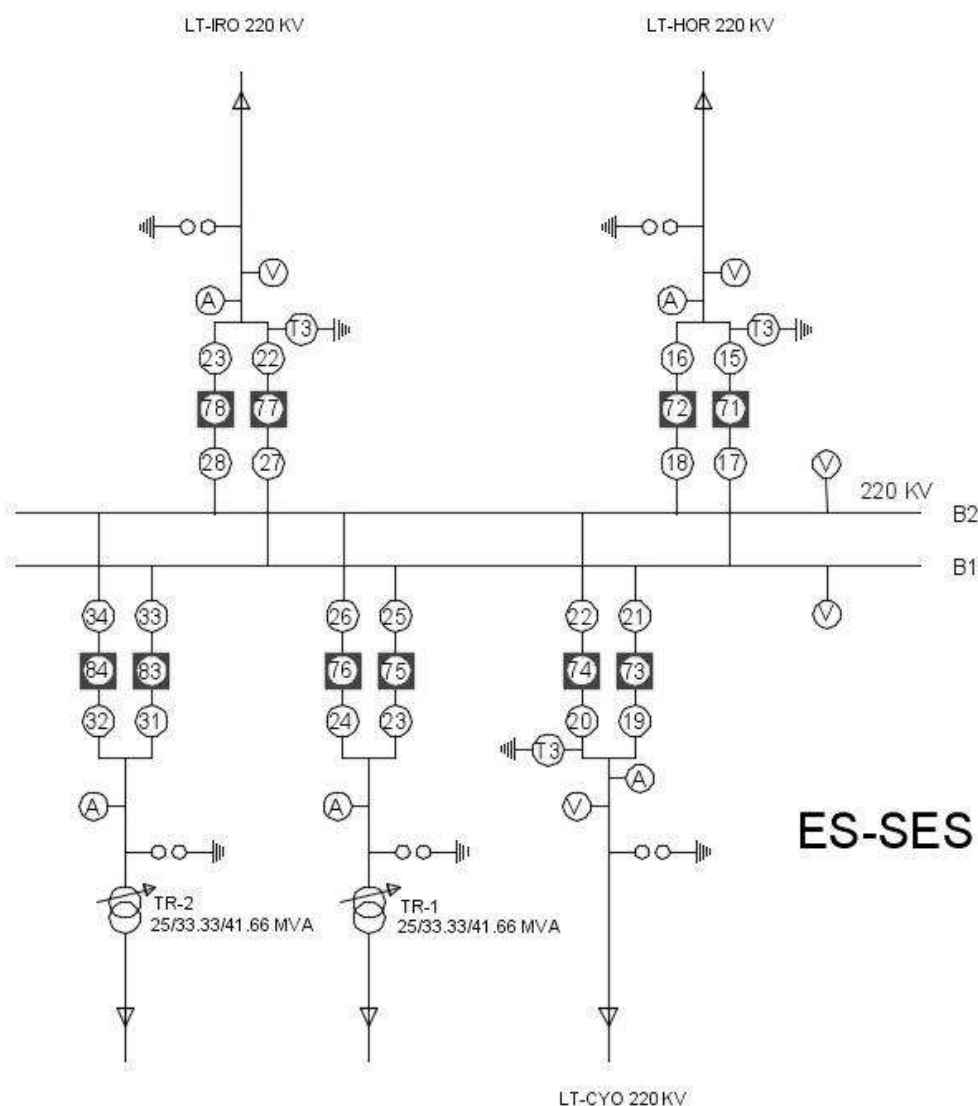 LT-IRO 220 KV
LT-HOR 220 KV
V
V
A
A
T3
T3
23
22
16
15
78
77
72
71
28
27
18
17
V
220 KV
B2
B1
V
34
33
26
25
22
21
84
83
76
75
74
73
32
31
24
23
20
19
T3
A
A
A
V
ES-SES
TR-2
25/33.33/41.66 MVA
TR-1
25/33.33/41.66 MVA
LT-CYO 220 KV